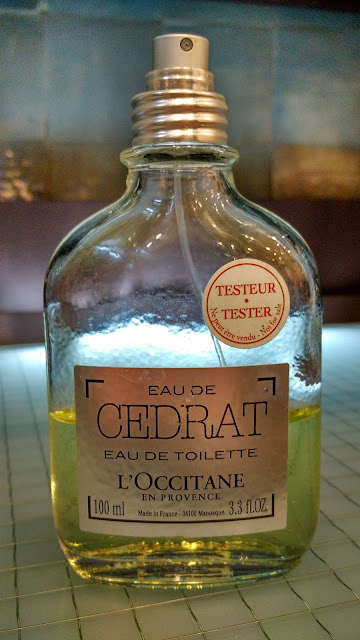 TESTEUR
TESTER
Ne peut être vendu - Not for sale
EAU DE
CEDRAT
EAU DE TOILETTE
L'OCCITANE
EN PROVENCE
100 ml
Made in France - 04100 Manosque
3.3 fl.OZ.